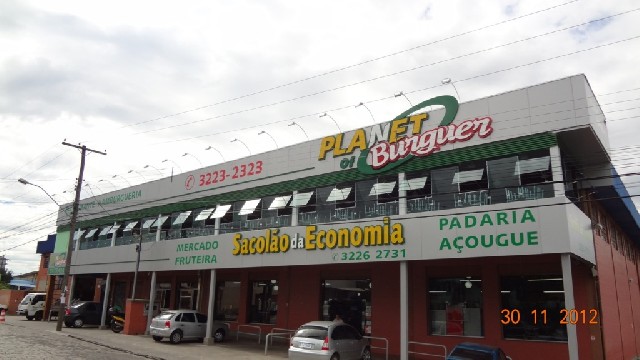 PLANET
of Burguer
3223-2323
Sacolão da Economia
3226 2731
MERCADO
FRUTEIRA
PADARIA
AÇOUGUE
30 11 2012